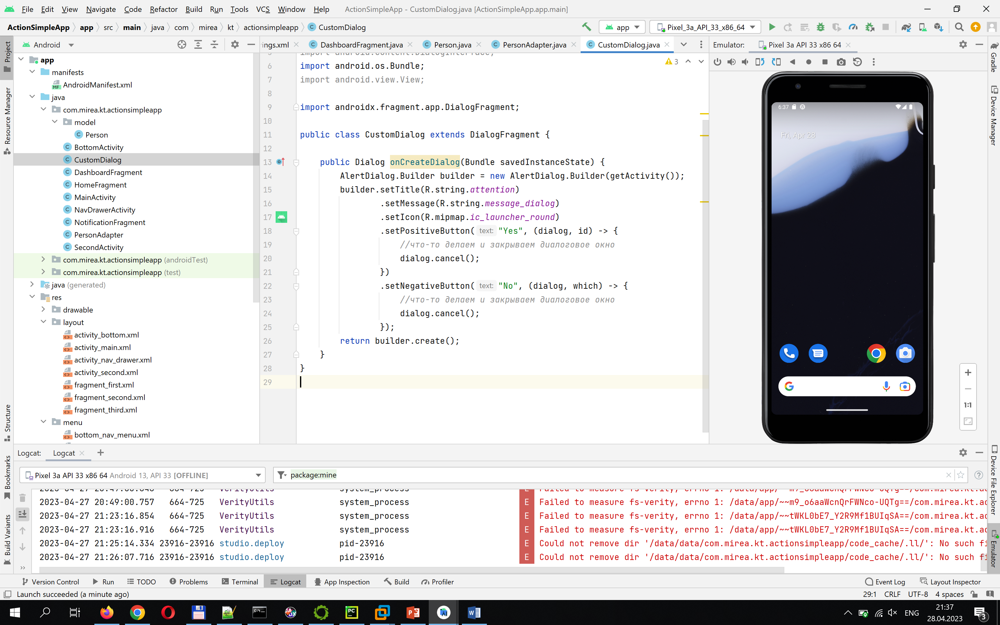 File Edit View Navigate Code Refactor Build Run Tools VCS Window Help ActionSimpleApp - CustomDialog.java [ActionSimpleApp.app.main]
ActionSimpleApp app src main java com mirea kt actionsimpleapp CustomDialog app Pixel_3a_API_33_x86_64
Project
Resource Manager
Structure
Bookmarks
Build Variants
Android
app
manifests
AndroidManifest.xml
java
com.mirea.kt.actionsimpleapp
model
Person
BottomActivity
CustomDialog
DashboardFragment
HomeFragment
MainActivity
NavDrawerActivity
NotificationFragment
PersonAdapter
SecondActivity
com.mirea.kt.actionsimpleapp (androidTest)
com.mirea.kt.actionsimpleapp (test)
java (generated)
res
drawable
layout
activity_bottom.xml
activity_main.xml
activity_nav_drawer.xml
activity_second.xml
fragment_first.xml
fragment_second.xml
fragment_third.xml
menu
bottom_nav_menu.xml
ings.xml DashboardFragment.java Person.java PersonAdapter.java CustomDialog.java
3
import android.content.DialogInterface;
6 import android.os.Bundle;
7 import android.view.View;
8
9 import androidx.fragment.app.DialogFragment;
10
11 public class CustomDialog extends DialogFragment {
12
13 public Dialog onCreateDialog(Bundle savedInstanceState) {
14 AlertDialog.Builder builder = new AlertDialog.Builder(getActivity());
15 builder.setTitle(R.string.attention)
16 .setMessage(R.string.message_dialog)
17 .setIcon(R.mipmap.ic_launcher_round)
18 .setPositiveButton( text: "Yes", (dialog, id) -> {
19 //что-то делаем и закрываем диалоговое окно
20 dialog.cancel();
21 })
22 .setNegativeButton( text: "No", (dialog, which) -> {
23 //что-то делаем и закрываем диалоговое окно
24 dialog.cancel();
25 });
26 return builder.create();
27 }
28 }
29
Emulator: Pixel 3a API 33 x86 64
6:37
Fri, Apr 28
1:1
Gradle
Device Manager
Device File Explorer
Emulator
Logcat: Logcat
Pixel 3a API 33 x86 64 Android 13, API 33 [OFFLINE] package:mine
2023-04-27 20:49:00.757 664-725 VerityUtils system_process E Failed to measure fs-verity, errno 1: /data/app/~~m9_o6aaWcnQrFWNco-UQTg==/com.mirea.kt.ac
2023-04-27 21:23:16.854 664-725 VerityUtils system_process E Failed to measure fs-verity, errno 1: /data/app/~~tWKL0bE7_Y2R9Mf1BUIqSA==/com.mirea.kt.ac
2023-04-27 21:23:16.916 664-725 VerityUtils system_process E Failed to measure fs-verity, errno 1: /data/app/~~tWKL0bE7_Y2R9Mf1BUIqSA==/com.mirea.kt.ac
2023-04-27 21:25:14.334 23916-23916 studio.deploy pid-23916 E Could not remove dir '/data/data/com.mirea.kt.actionsimpleapp/code_cache/.ll/': No such fi
2023-04-27 21:26:07.716 23916-23916 studio.deploy pid-23916 E Could not remove dir '/data/data/com.mirea.kt.actionsimpleapp/code_cache/.ll/': No such fi
Version Control Run TODO Problems Terminal Logcat App Inspection Build Profiler Event Log Layout Inspector
Launch succeeded (a minute ago) 29:1 CRLF UTF-8 4 spaces
ENG 21:37
28.04.2023 3